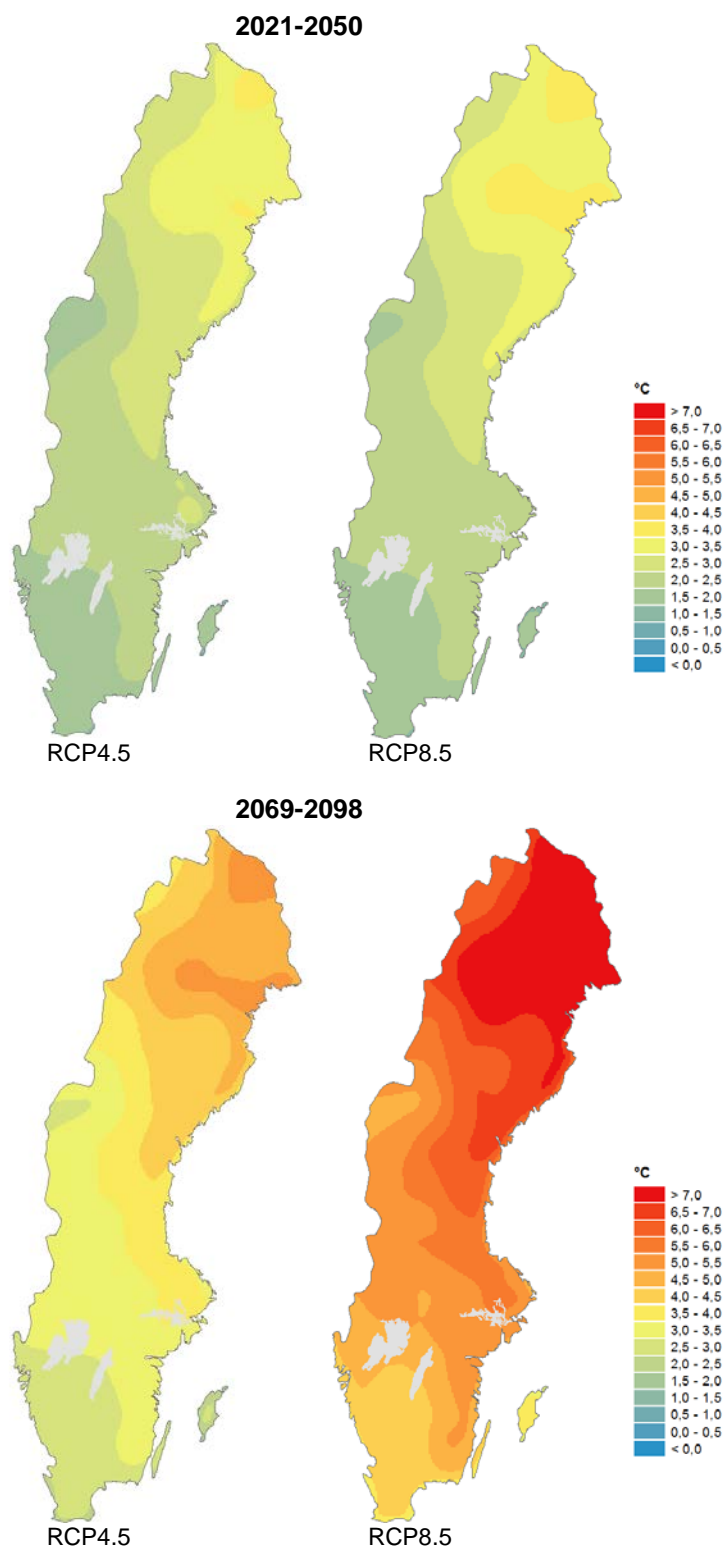 2021-2050
°C
> 7,0
6,5 - 7,0
6,0 - 6,5
5,5 - 6,0
5,0 - 5,5
4,5 - 5,0
4,0 - 4,5
3,5 - 4,0
3,0 - 3,5
2,5 - 3,0
2,0 - 2,5
1,5 - 2,0
1,0 - 1,5
0,5 - 1,0
0,0 - 0,5
< 0,0
RCP4.5
RCP8.5
2069-2098
°C
> 7,0
6,5 - 7,0
6,0 - 6,5
5,5 - 6,0
5,0 - 5,5
4,5 - 5,0
4,0 - 4,5
3,5 - 4,0
3,0 - 3,5
2,5 - 3,0
2,0 - 2,5
1,5 - 2,0
1,0 - 1,5
0,5 - 1,0
0,0 - 0,5
< 0,0
RCP4.5
RCP8.5